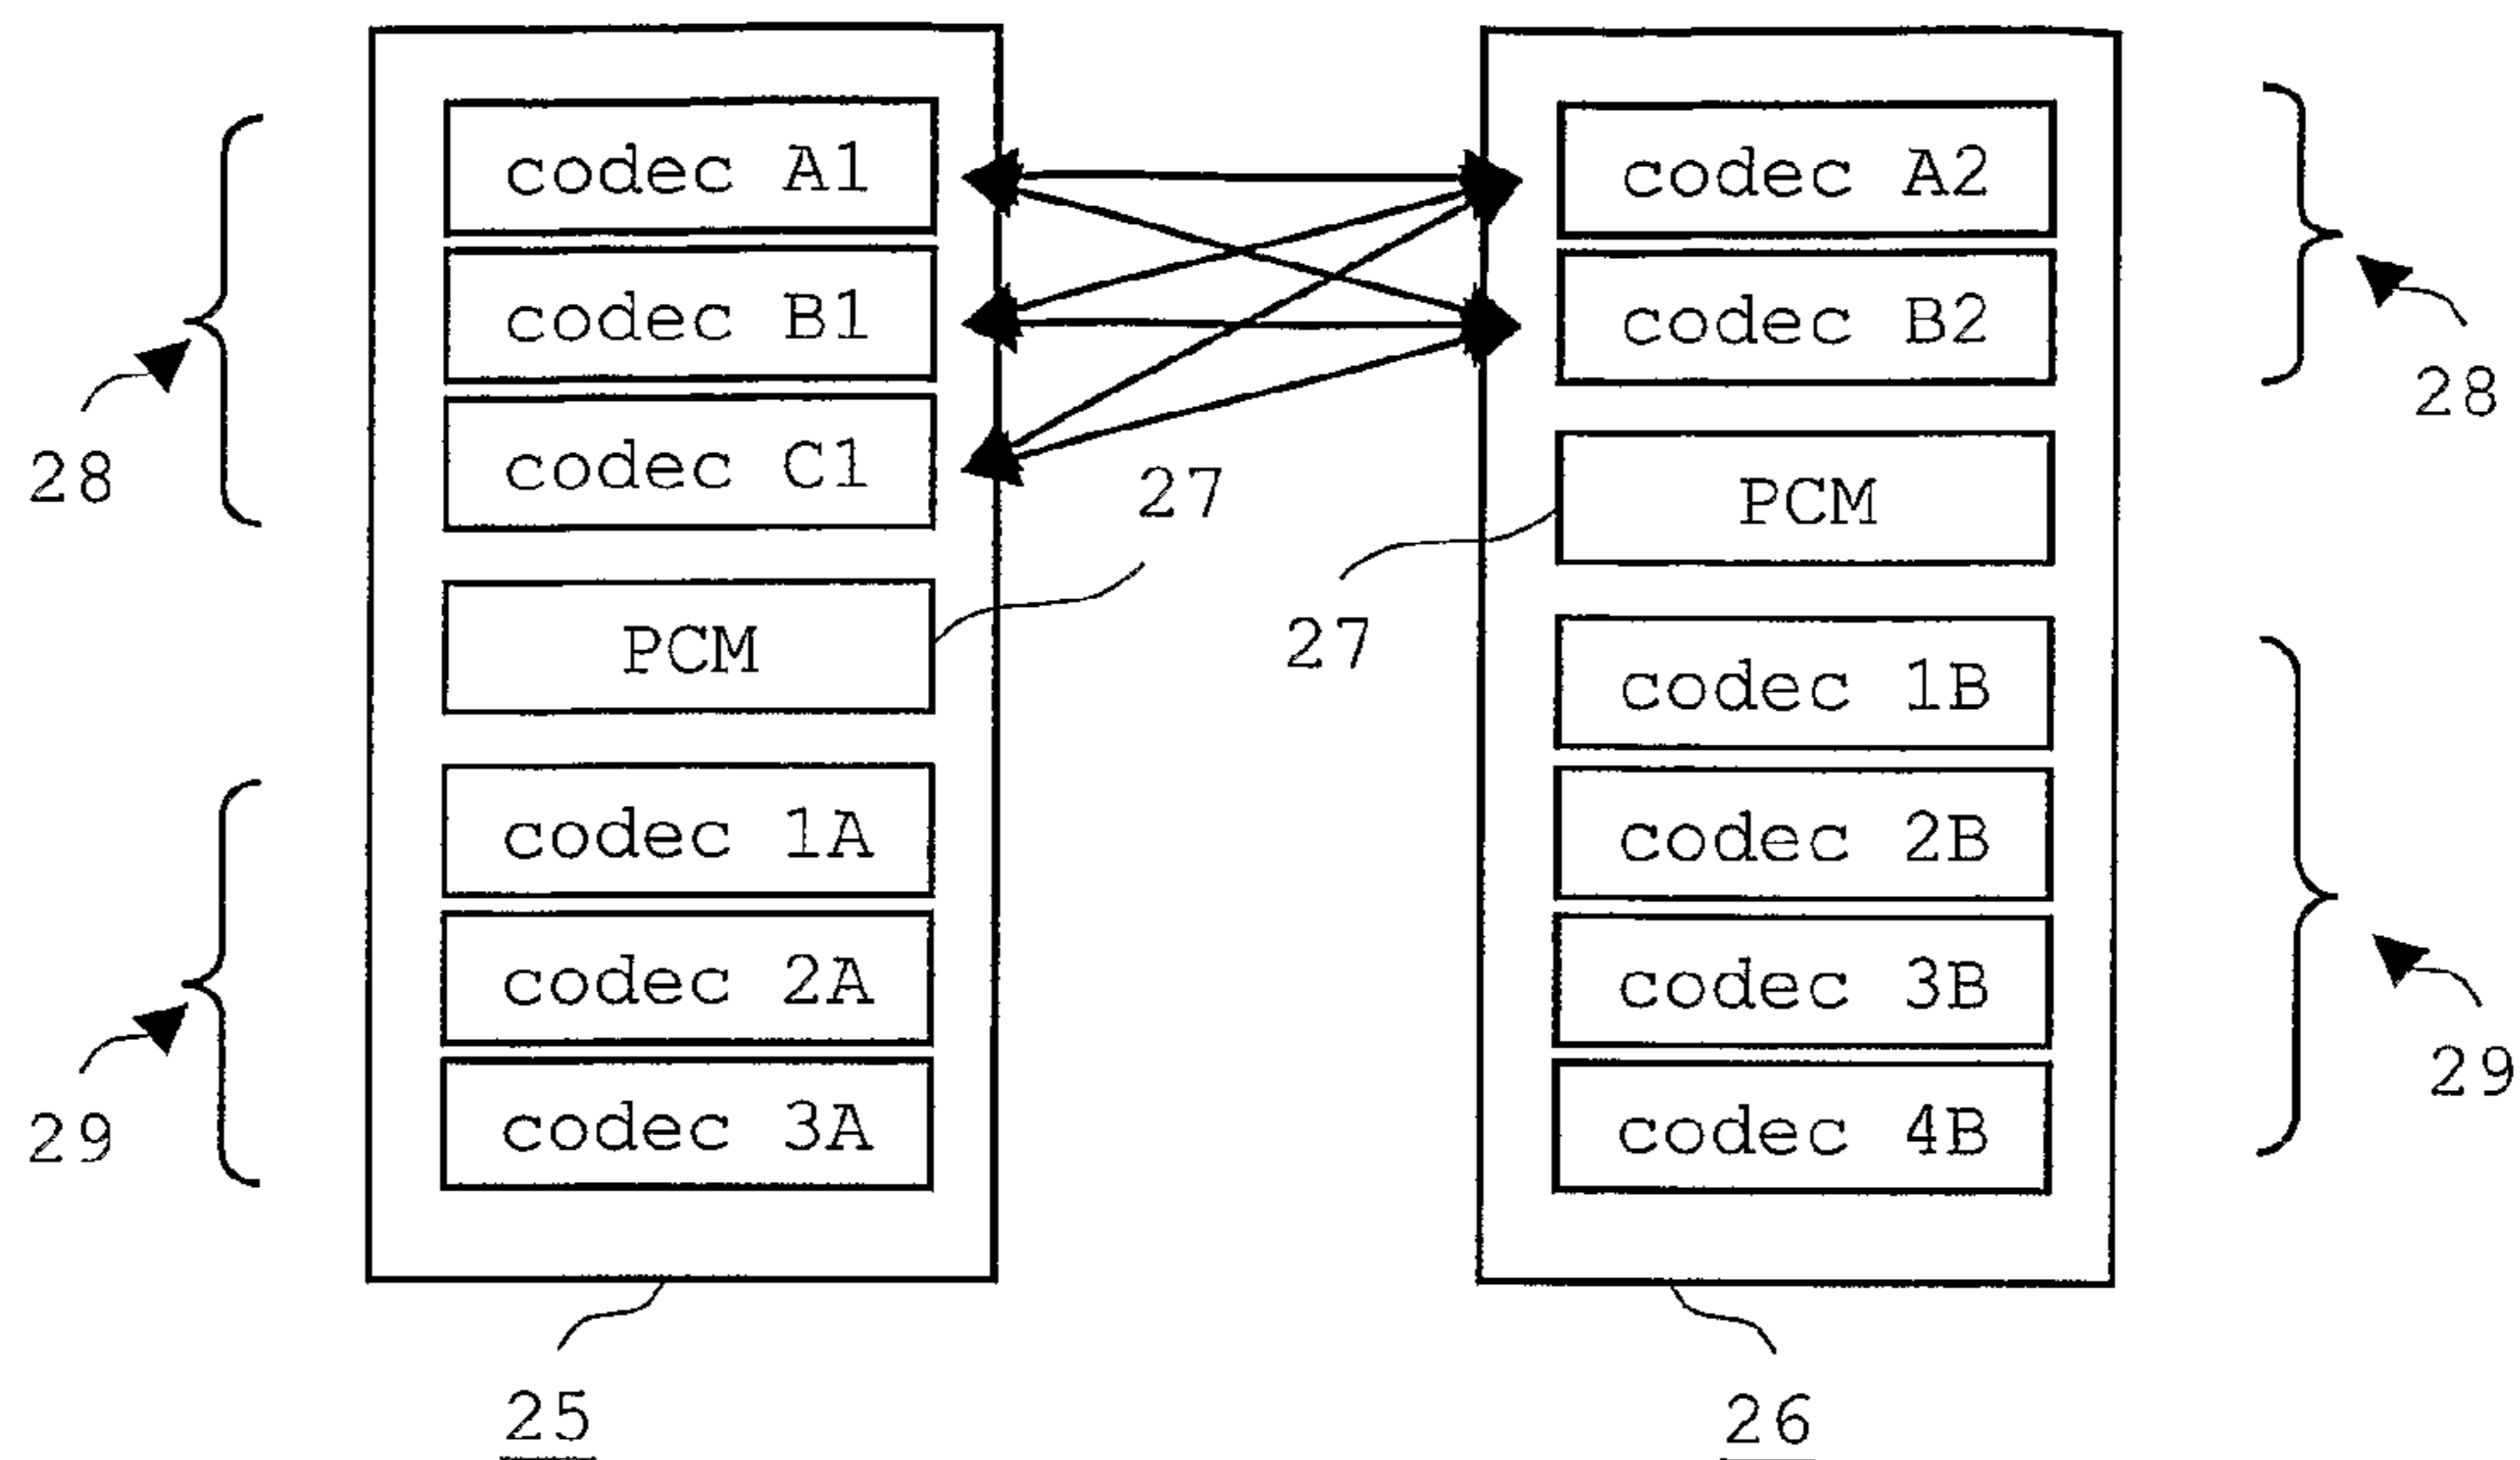 codec A1
codec B1
codec C1
28
PCM
27
codec 1A
codec 2A
codec 3A
29
25
codec A2
codec B2
28
PCM
27
codec 1B
codec 2B
codec 3B
codec 4B
29
26